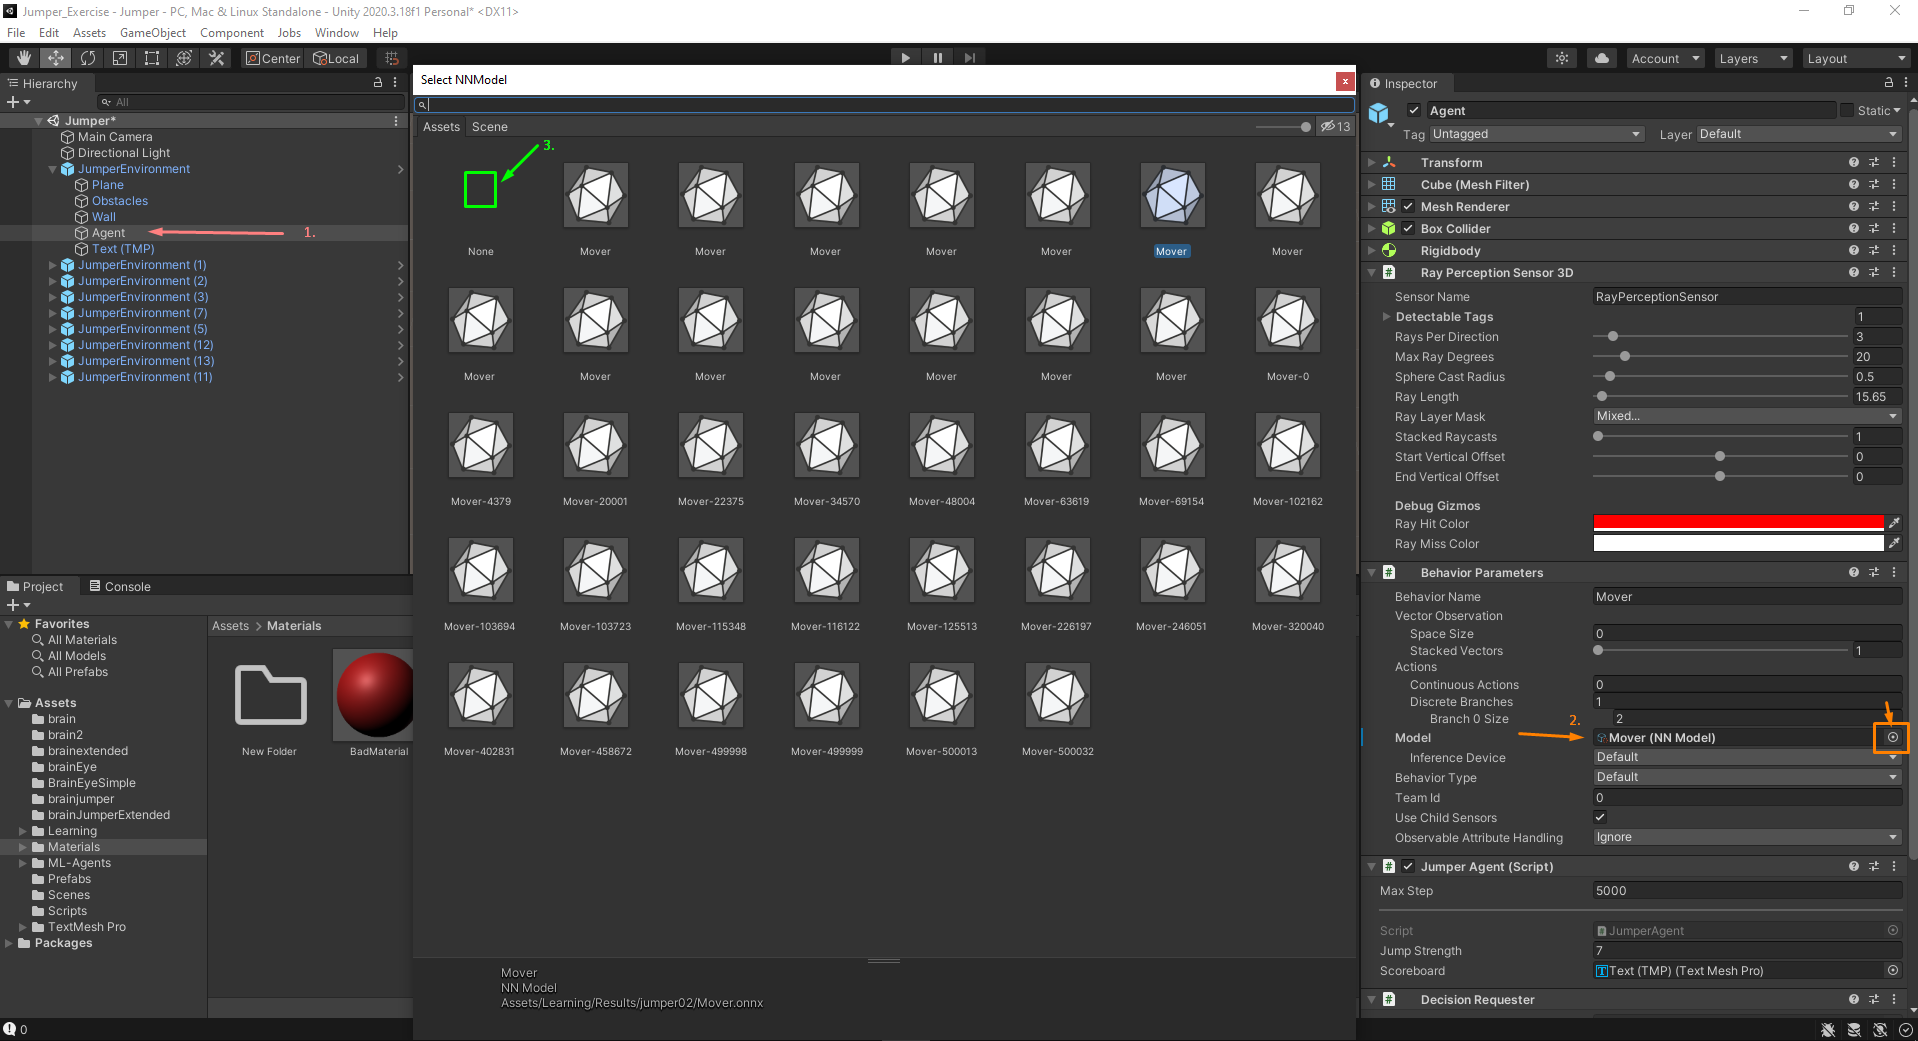 Jumper_Exercise - Jumper - PC, Mac & Linux Standalone - Unity 2020.3.18f1 Personal* <DX11>
File Edit Assets GameObject Component Jobs Window Help
Center Local Account Layers Layout
Hierarchy
All
Jumper*
Main Camera
Directional Light
JumperEnvironment
Plane
Obstacles
Wall
Agent 1.
Text (TMP)
JumperEnvironment (1)
JumperEnvironment (2)
JumperEnvironment (3)
JumperEnvironment (7)
JumperEnvironment (5)
JumperEnvironment (12)
JumperEnvironment (13)
JumperEnvironment (11)
Project Console
Favorites
All Materials
All Models
All Prefabs
Assets
brain
brain2
brainextended
brainEye
BrainEyeSimple
brainjumper
brainJumperExtended
Learning
Materials
ML-Agents
Prefabs
Scenes
Scripts
TextMesh Pro
Packages
0
Assets > Materials
New Folder BadMaterial
Select NNModel
Assets Scene 13
3.
None Mover Mover Mover Mover Mover Mover Mover
Mover Mover Mover Mover Mover Mover Mover Mover-0
Mover-4379 Mover-20001 Mover-22375 Mover-34570 Mover-48004 Mover-63619 Mover-69154 Mover-102162
Mover-103694 Mover-103723 Mover-115348 Mover-116122 Mover-125513 Mover-226197 Mover-246051 Mover-320040
Mover-402831 Mover-458672 Mover-499998 Mover-499999 Mover-500013 Mover-500032
Mover
NN Model
Assets/Learning/Results/jumper02/Mover.onnx
Inspector
Agent Static
Tag Untagged Layer Default
Transform
Cube (Mesh Filter)
Mesh Renderer
Box Collider
Rigidbody
Ray Perception Sensor 3D
Sensor Name RayPerceptionSensor
Detectable Tags 1
Rays Per Direction 3
Max Ray Degrees 20
Sphere Cast Radius 0.5
Ray Length 15.65
Ray Layer Mask Mixed...
Stacked Raycasts 1
Start Vertical Offset 0
End Vertical Offset 0
Debug Gizmos
Ray Hit Color
Ray Miss Color
Behavior Parameters
Behavior Name Mover
Vector Observation
Space Size 0
Stacked Vectors 1
Actions
Continuous Actions 0
Discrete Branches 1
Branch 0 Size 2
2.
Model Mover (NN Model)
Inference Device Default
Behavior Type Default
Team Id 0
Use Child Sensors
Observable Attribute Handling Ignore
Jumper Agent (Script)
Max Step 5000
Script JumperAgent
Jump Strength 7
Scoreboard Text (TMP) (Text Mesh Pro)
Decision Requester